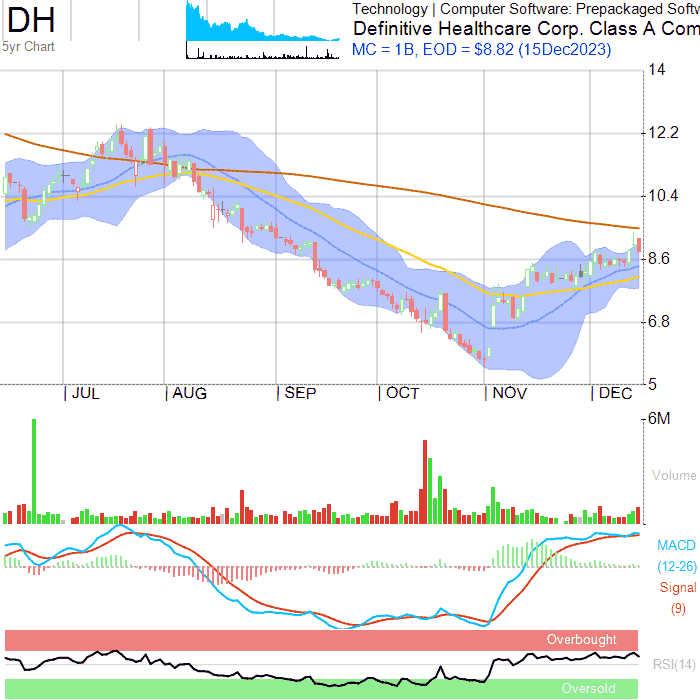 DH
5yr Chart
Technology | Computer Software: Prepackaged Softw
Definitive Healthcare Corp. Class A Com
MC = 1B, EOD = $8.82 (15Dec2023)
14
12.2
10.4
8.6
6.8
5
JUL
AUG
SEP
OCT
NOV
DEC
6M
Volume
MACD
(12-26)
Signal
(9)
Overbought
RSI(14)
Oversold